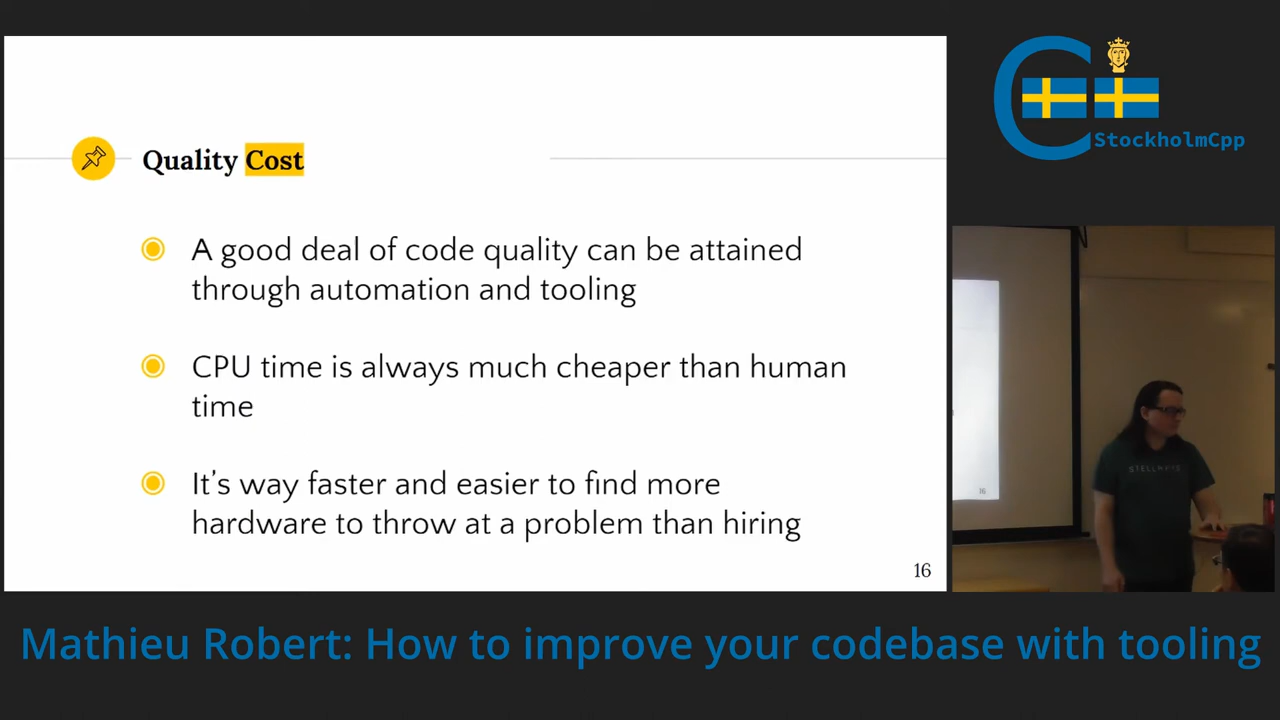 StockholmCpp
Quality Cost
A good deal of code quality can be attained
through automation and tooling
CPU time is always much cheaper than human
time
It's way faster and easier to find more
hardware to throw at a problem than hiring
16
STELLARIS
16
Mathieu Robert: How to improve your codebase with tooling